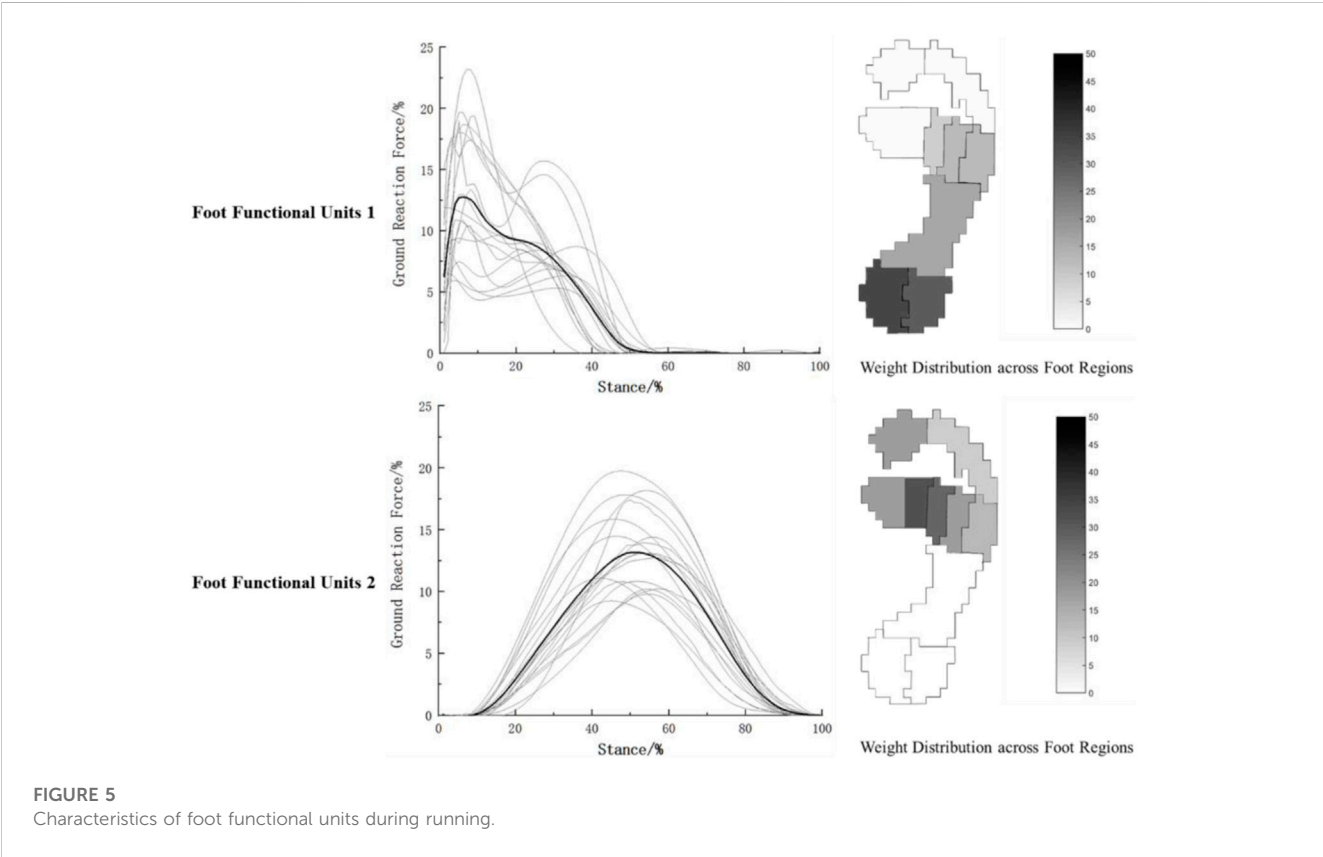 25
20
15
10
5
0
Ground Reaction Force/%
0 20 40 60 80 100
Stance/%
Foot Functional Units 1
50
45
40
35
30
25
20
15
10
5
0
Weight Distribution across Foot Regions
25
20
15
10
5
0
Ground Reaction Force/%
0 20 40 60 80 100
Stance/%
Foot Functional Units 2
50
45
40
35
30
25
20
15
10
5
0
Weight Distribution across Foot Regions
FIGURE 5
Characteristics of foot functional units during running.